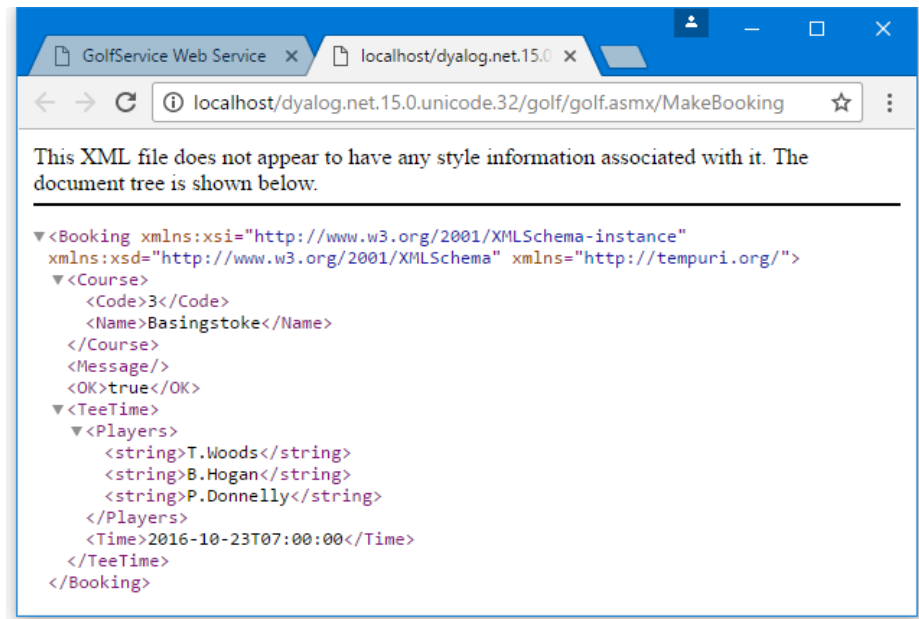 GolfService Web Service
localhost/dyalog.net.15.0
localhost/dyalog.net.15.0.unicode.32/golf/golf.asmx/MakeBooking
This XML file does not appear to have any style information associated with it. The
document tree is shown below.
▼<Booking xmlns:xsi="http://www.w3.org/2001/XMLSchema-instance"
xmlns:xsd="http://www.w3.org/2001/XMLSchema" xmlns="http://tempuri.org/">
▼<Course>
<Code>3</Code>
<Name>Basingstoke</Name>
</Course>
<Message/>
<OK>true</OK>
▼<TeeTime>
▼<Players>
<string>T.Woods</string>
<string>B.Hogan</string>
<string>P.Donnelly</string>
</Players>
<Time>2016-10-23T07:00:00</Time>
</TeeTime>
</Booking>